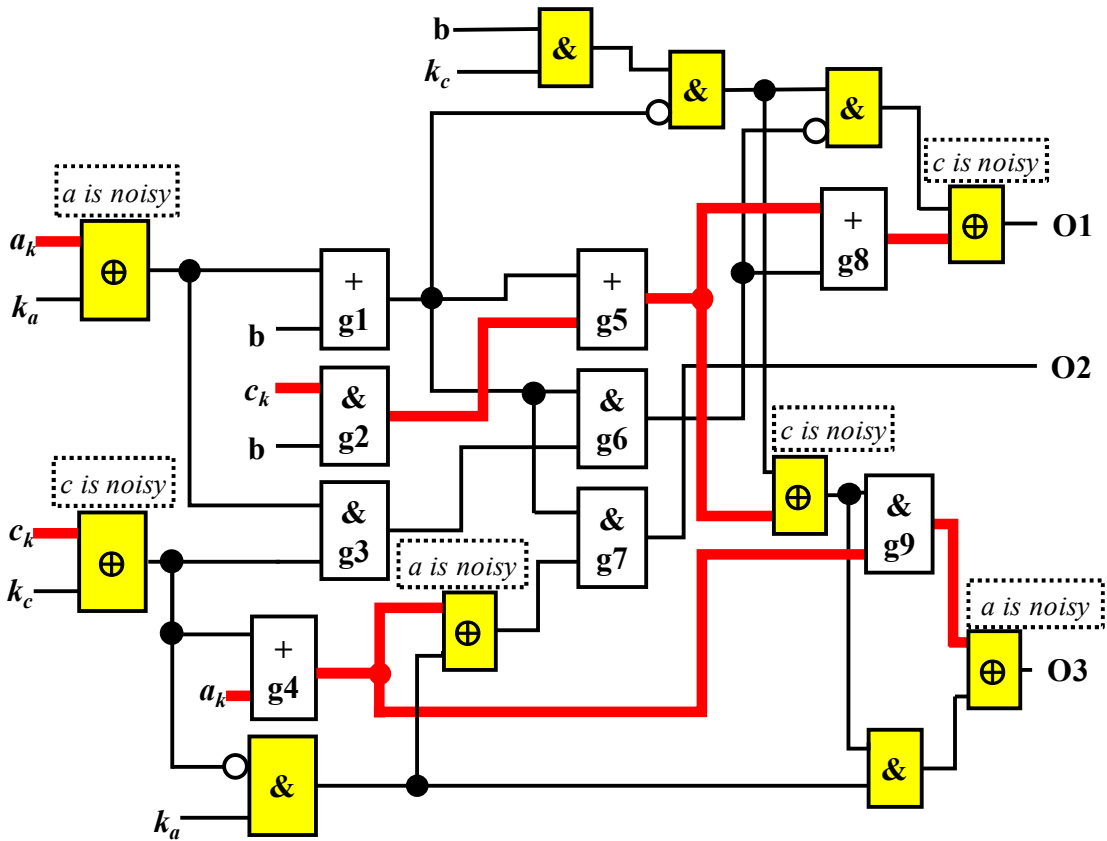 b
&
k_c
&
&
a is noisy
c is noisy
a_k
⊕
k_a
+
g8
⊕
O1
+
g1
b
+
g5
O2
c_k
&
g2
b
&
g6
c is noisy
c is noisy
c_k
⊕
k_c
&
g3
a is noisy
&
g7
⊕
&
g9
a is noisy
+
g4
a_k
⊕
⊕
O3
&
k_a
&